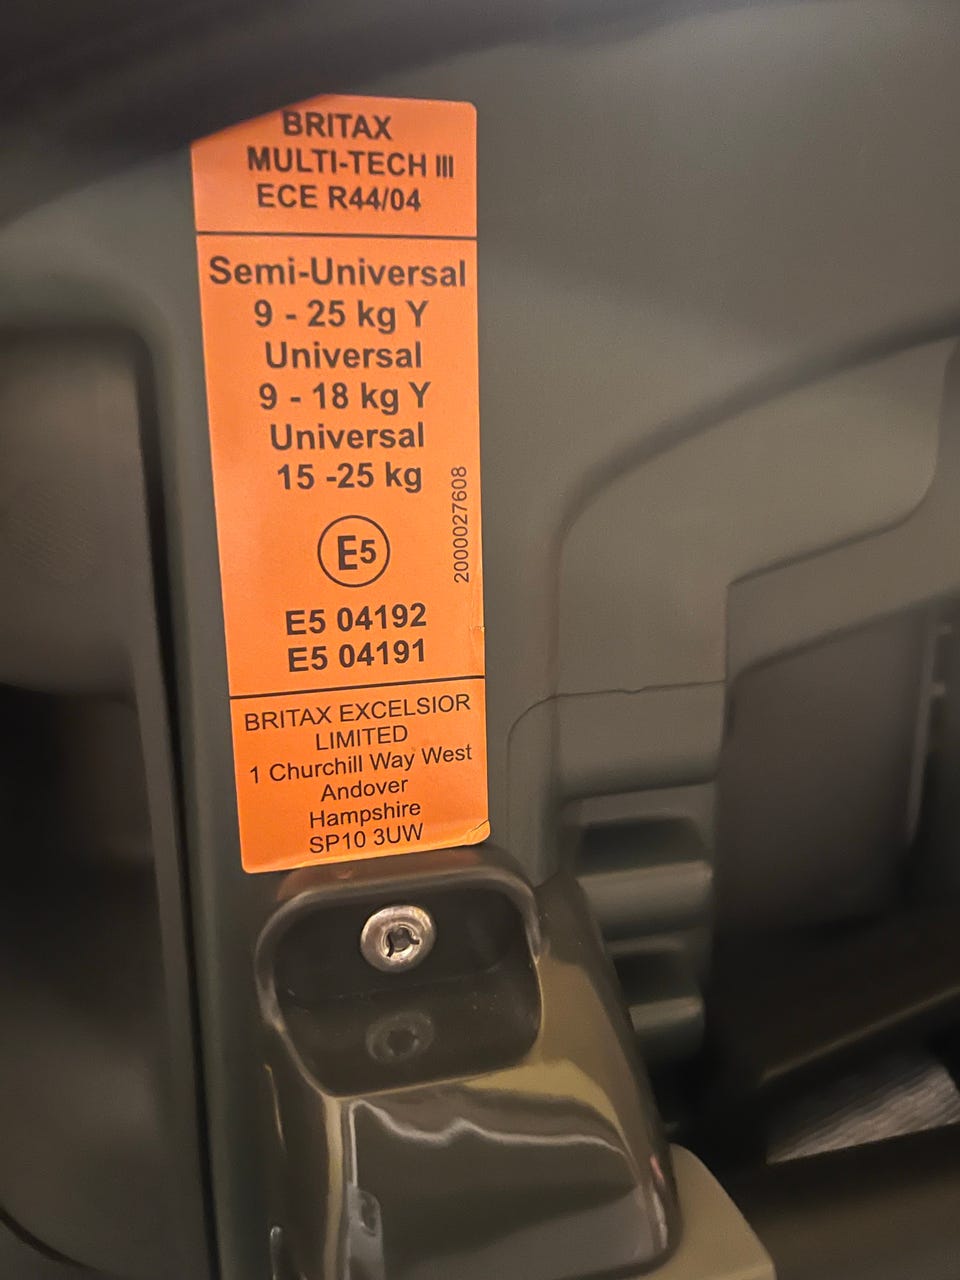 BRITAX
MULTI-TECH III
ECE R44/04
Semi-Universal
9 - 25 kg Y
Universal
9 - 18 kg Y
Universal
15 -25 kg
2000027608
E5
E5 04192
E5 04191
BRITAX EXCELSIOR
LIMITED
1 Churchill Way West
Andover
Hampshire
SP10 3UW